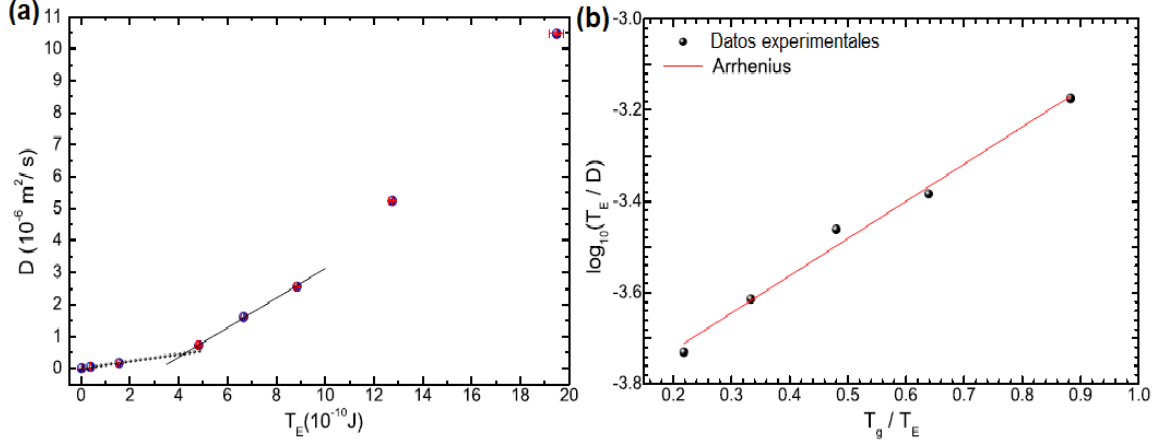 (a)
11
10
9
8
7
6
5
4
3
2
1
0
D (10⁻⁶ m²/ s)
0 2 4 6 8 10 12 14 16 18 20
T_E(10⁻¹⁰J)
(b)
-3.0
-3.2
-3.4
-3.6
-3.8
log₁₀(T_E / D)
Datos experimentales
Arrhenius
0.2 0.3 0.4 0.5 0.6 0.7 0.8 0.9 1.0
T_g / T_E